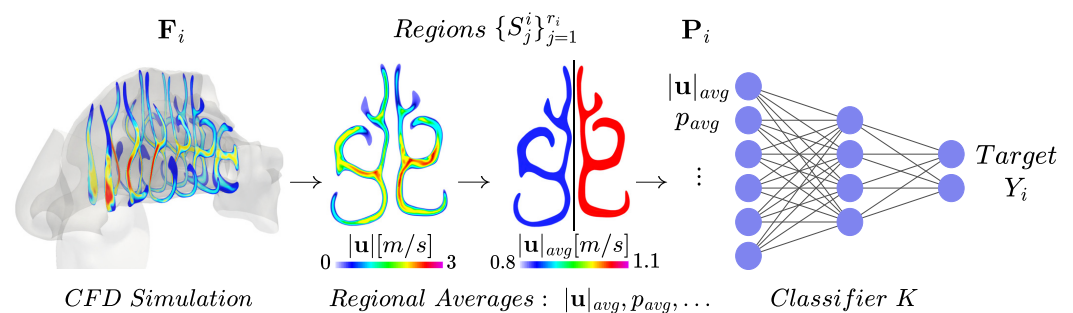 F_i
Regions {S_j^i}_{j=1}^{r_i}
P_i
|u|_avg
p_avg
⋮
Target
Y_i
|u|[m/s]
0 3
|u|_avg[m/s]
0.8 1.1
CFD Simulation
Regional Averages : |u|_avg, p_avg, ...
Classifier K